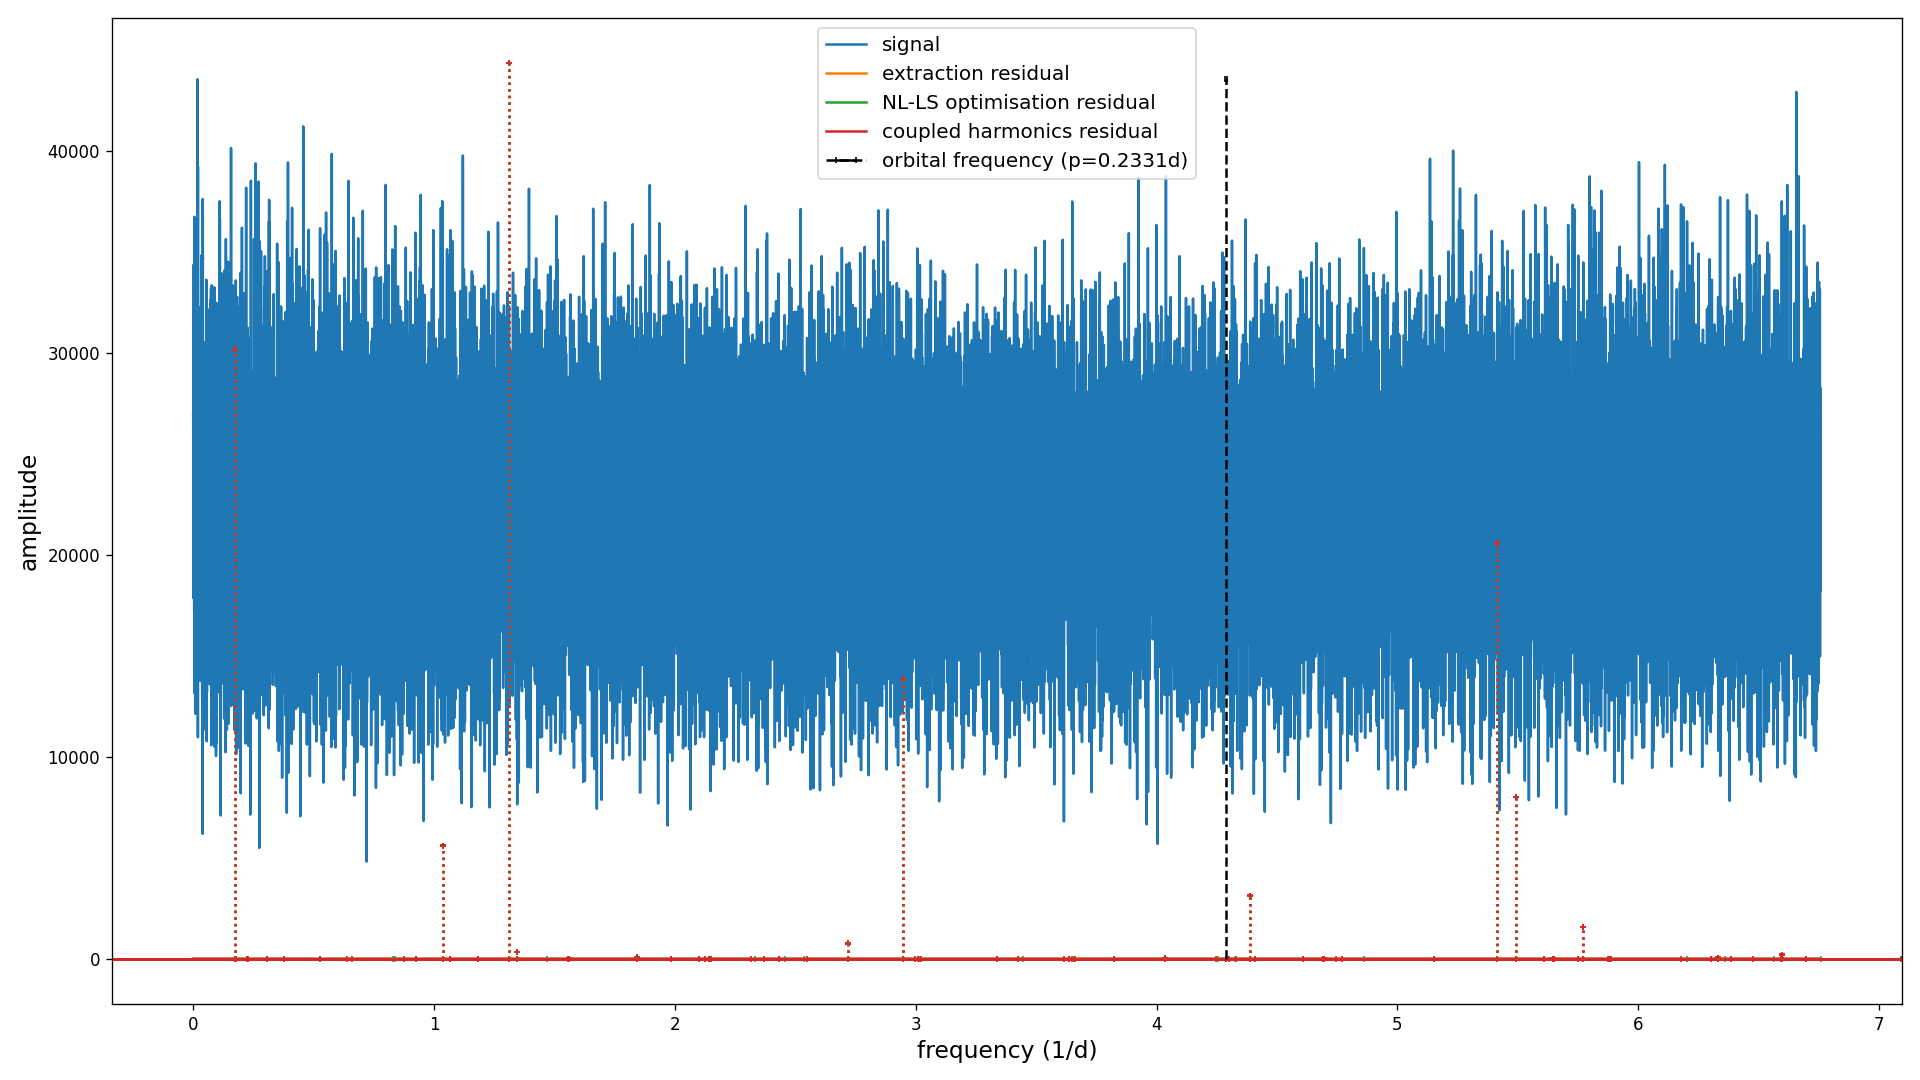 signal
extraction residual
NL-LS optimisation residual
coupled harmonics residual
orbital frequency (p=0.2331d)
amplitude
40000
30000
20000
10000
0
0 1 2 3 4 5 6 7
frequency (1/d)